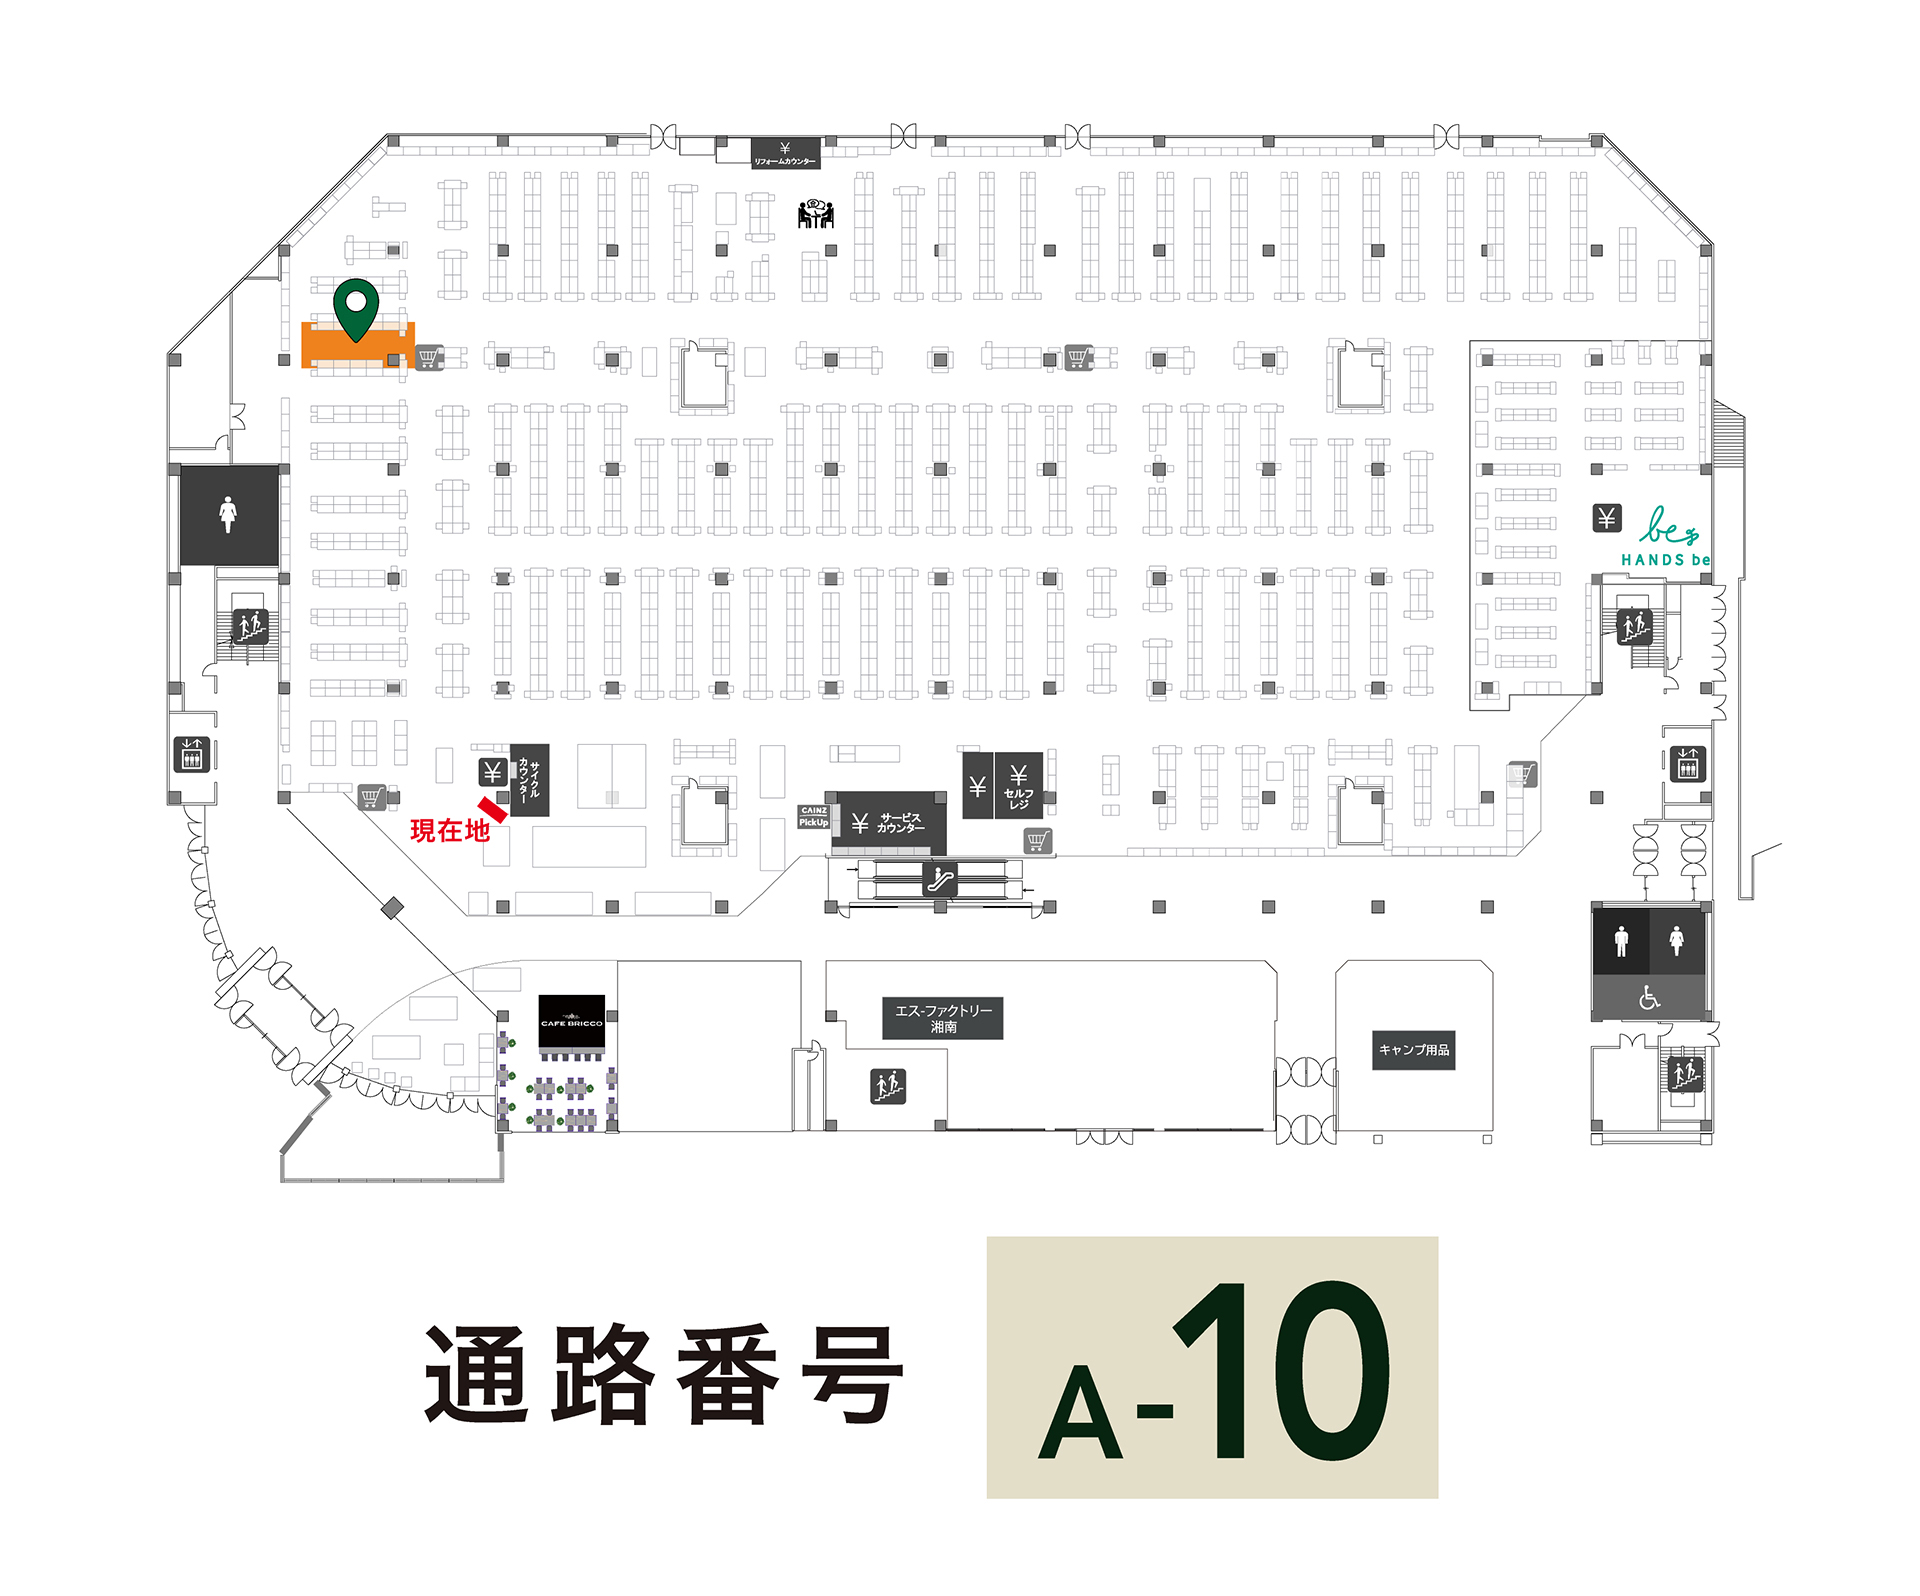 ¥
リフォームカウンター
¥
be
HANDS be
¥
サイクル
カウンター
現在地
¥
¥
セルフ
レジ
CAINZ
PickUp
¥
サービス
カウンター
CAFE BRICCO
エス-ファクトリー
湘南
キャンプ用品
通路番号
A-10